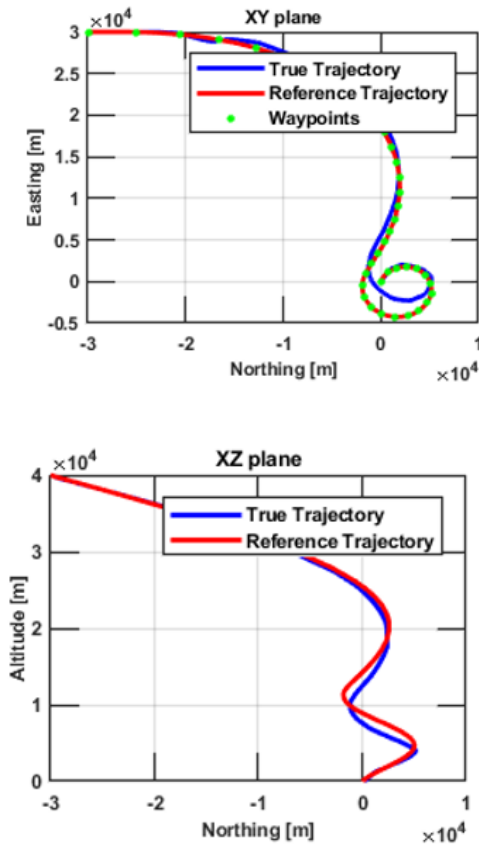 ×10⁴
XY plane
3
2.5
2
1.5
1
0.5
0
-0.5
Easting [m]
True Trajectory
Reference Trajectory
Waypoints
-3
-2
-1
0
1
Northing [m]
×10⁴
×10⁴
XZ plane
4
3
2
1
0
Altitude [m]
True Trajectory
Reference Trajectory
-3
-2
-1
0
1
Northing [m]
×10⁴